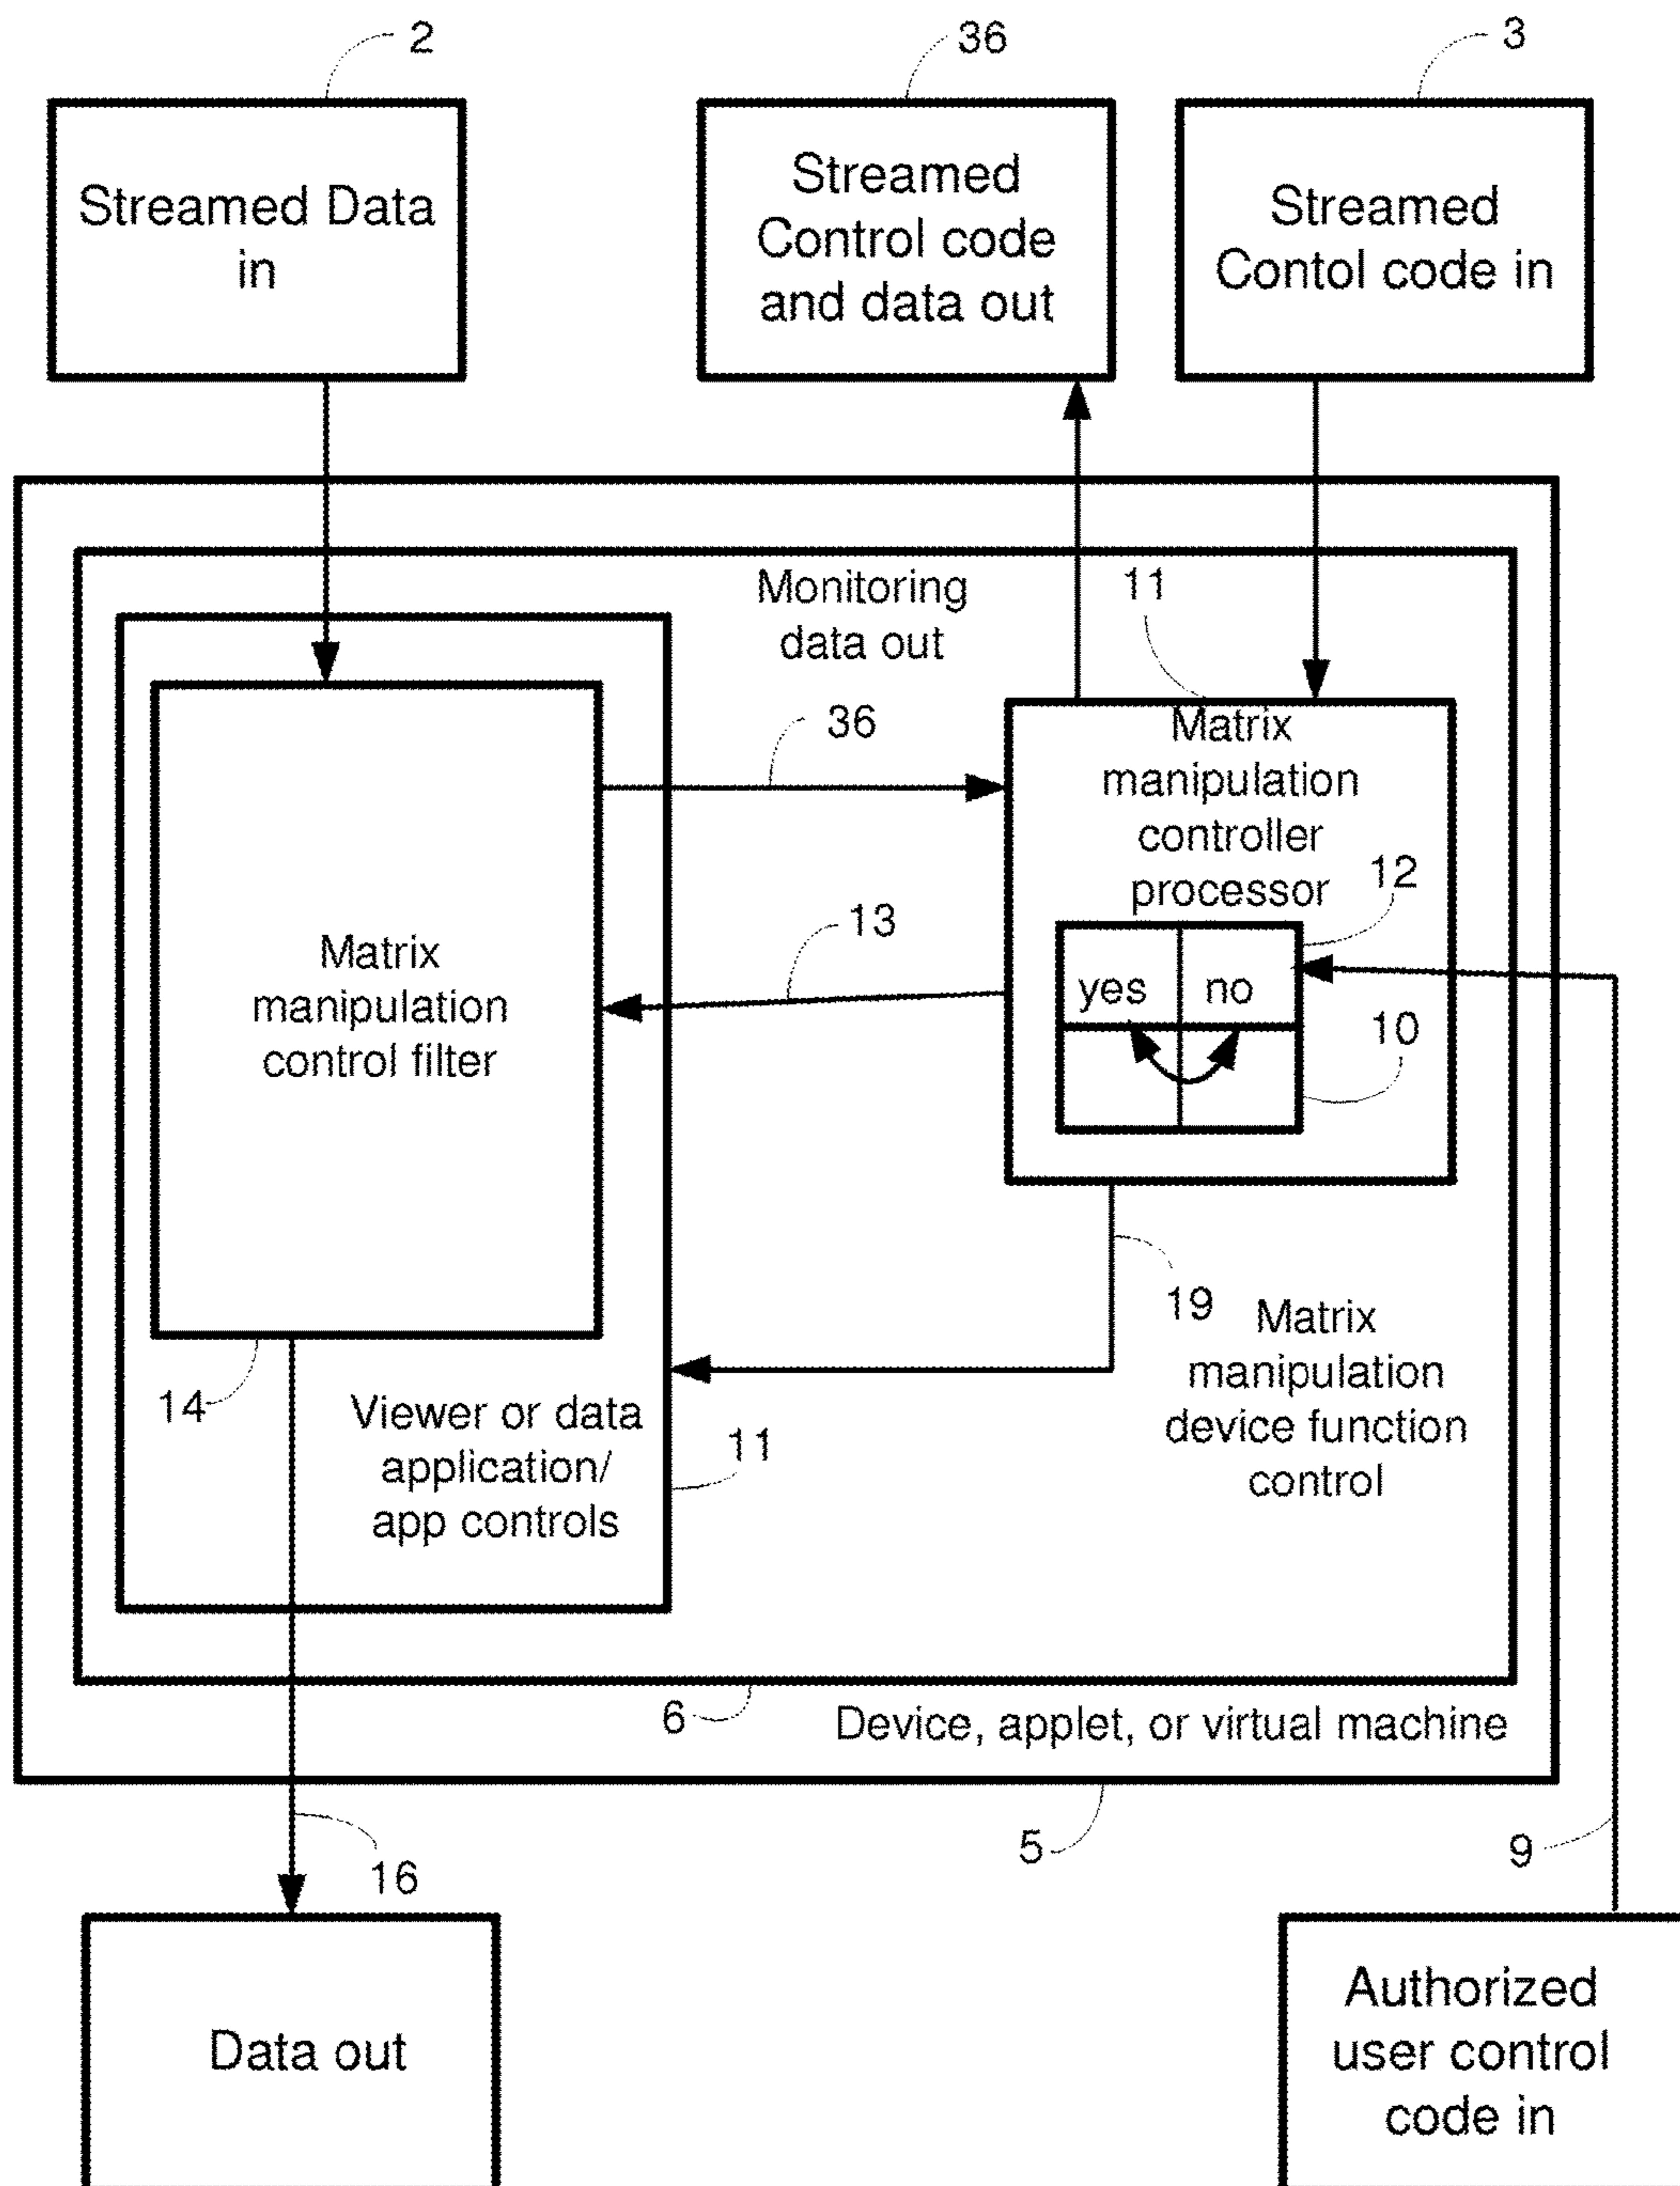 2
36
3
Streamed Data
in
Streamed
Control code
and data out
Streamed
Contol code in
Monitoring
data out
11
36
Matrix
manipulation
controller
processor
12
13
yes
no
10
Matrix
manipulation
control filter
19
Matrix
manipulation
device function
control
14
Viewer or data
application/
app controls
11
6
Device, applet, or virtual machine
5
9
16
Data out
Authorized
user control
code in